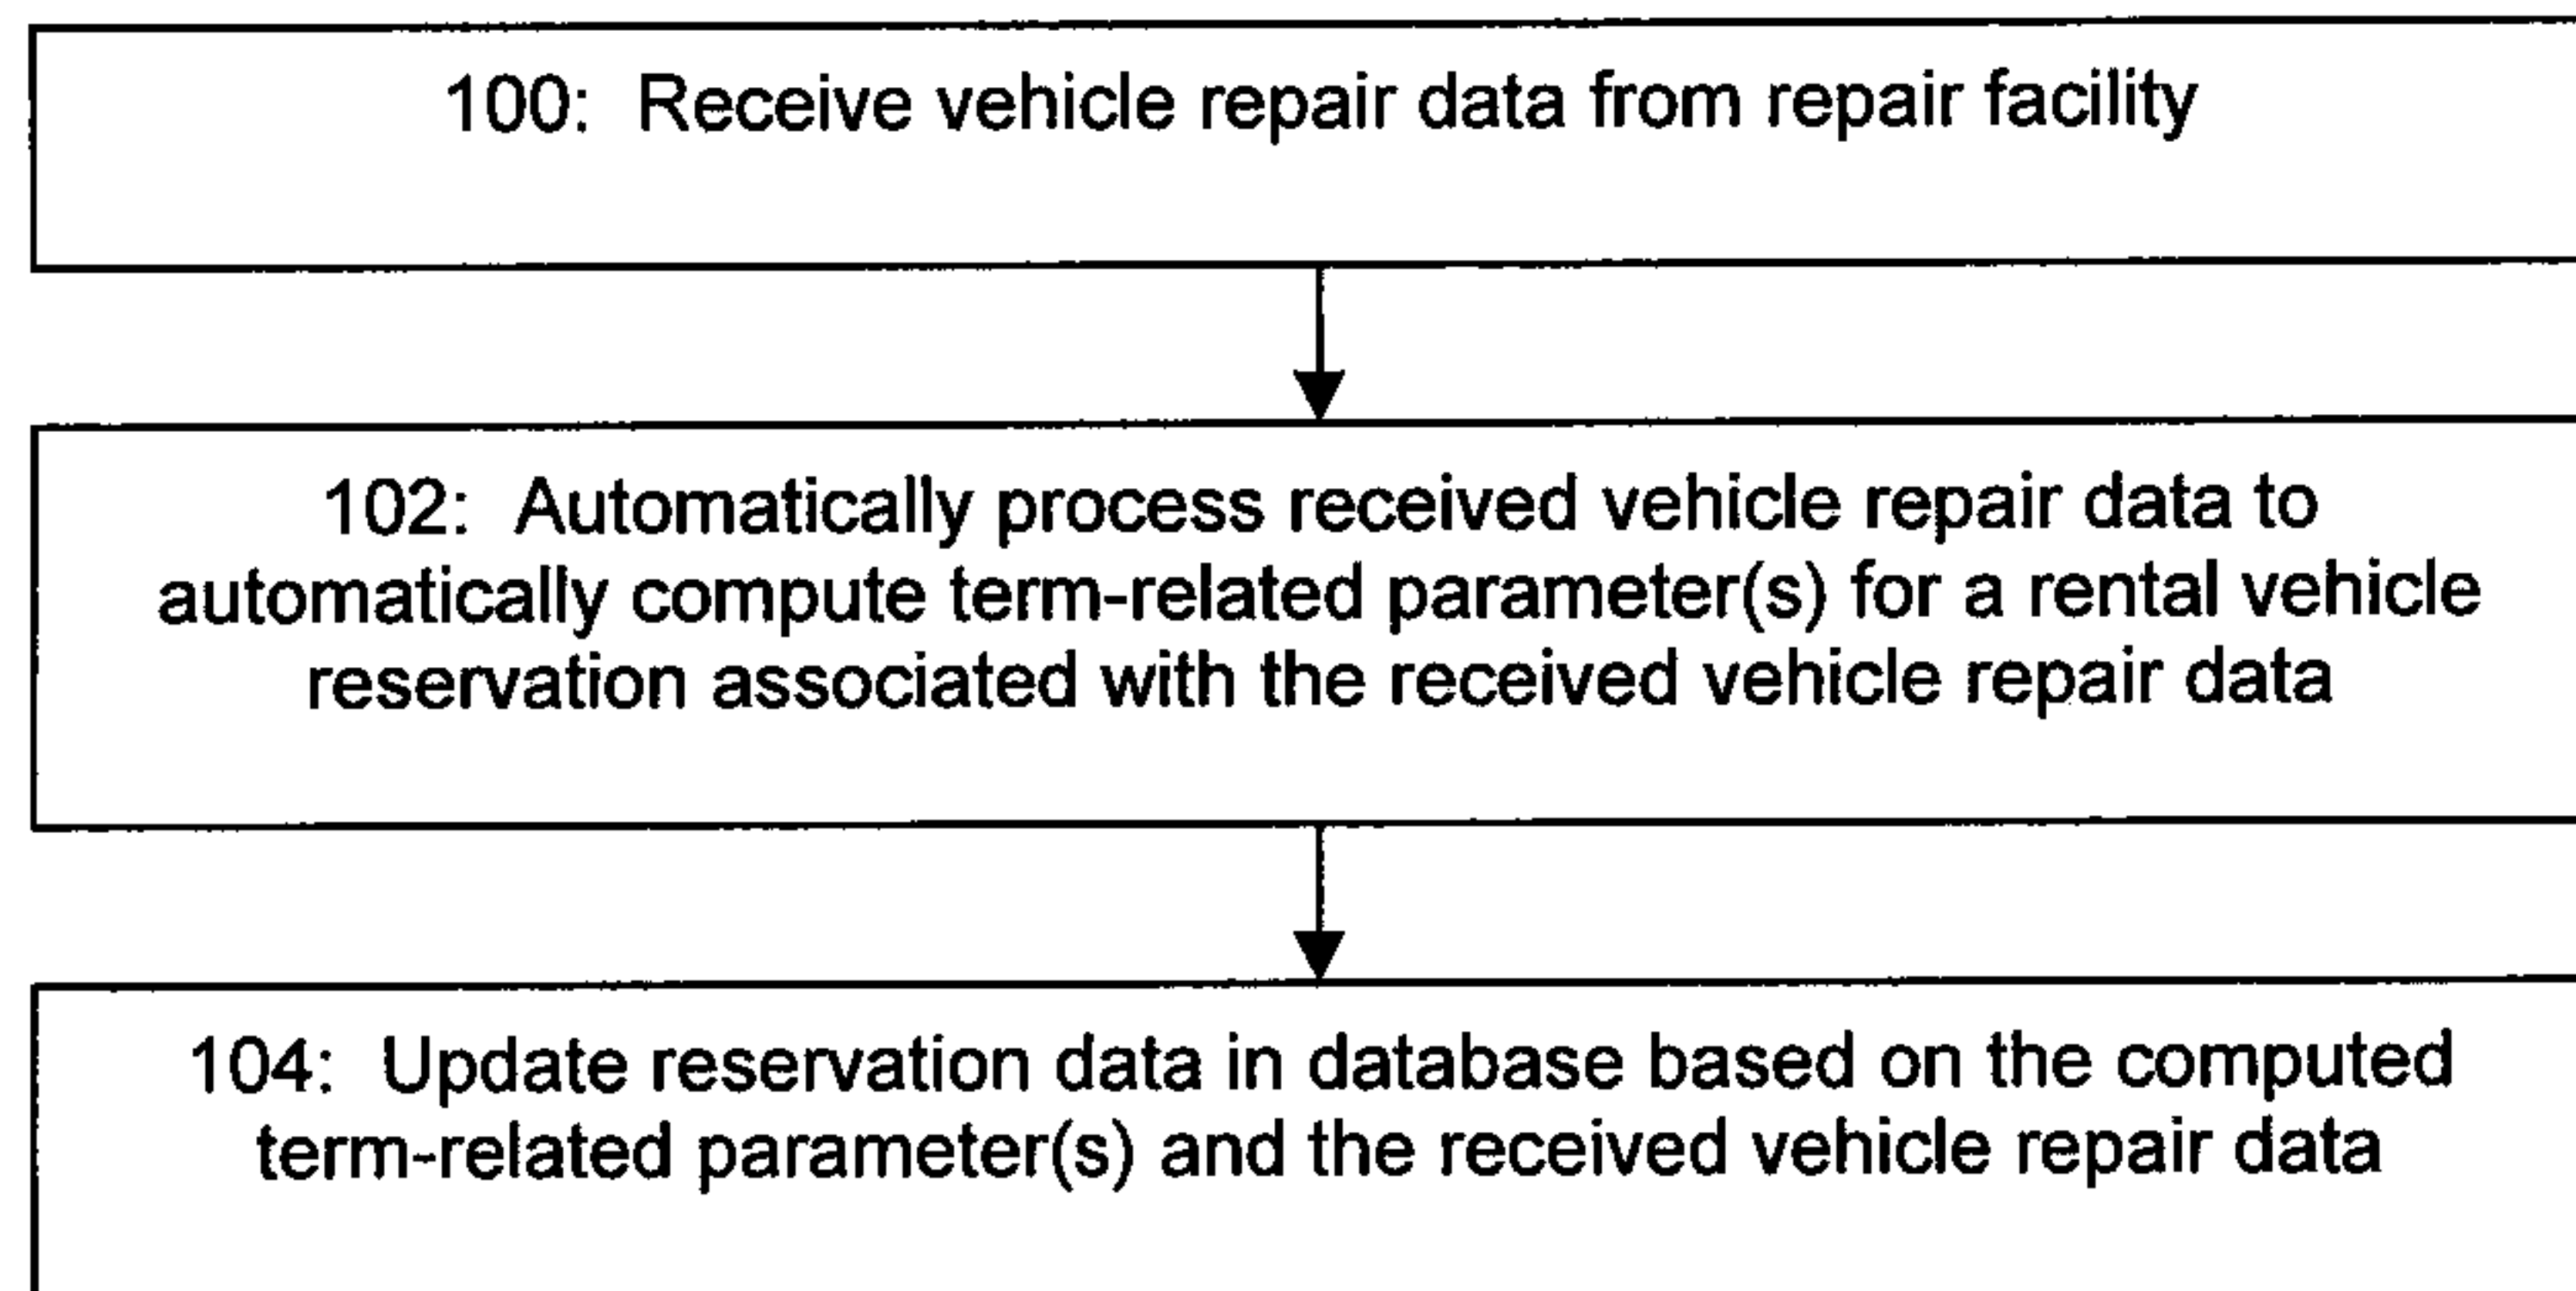 100: Receive vehicle repair data from repair facility
102: Automatically process received vehicle repair data to
automatically compute term-related parameter(s) for a rental vehicle
reservation associated with the received vehicle repair data
104: Update reservation data in database based on the computed
term-related parameter(s) and the received vehicle repair data